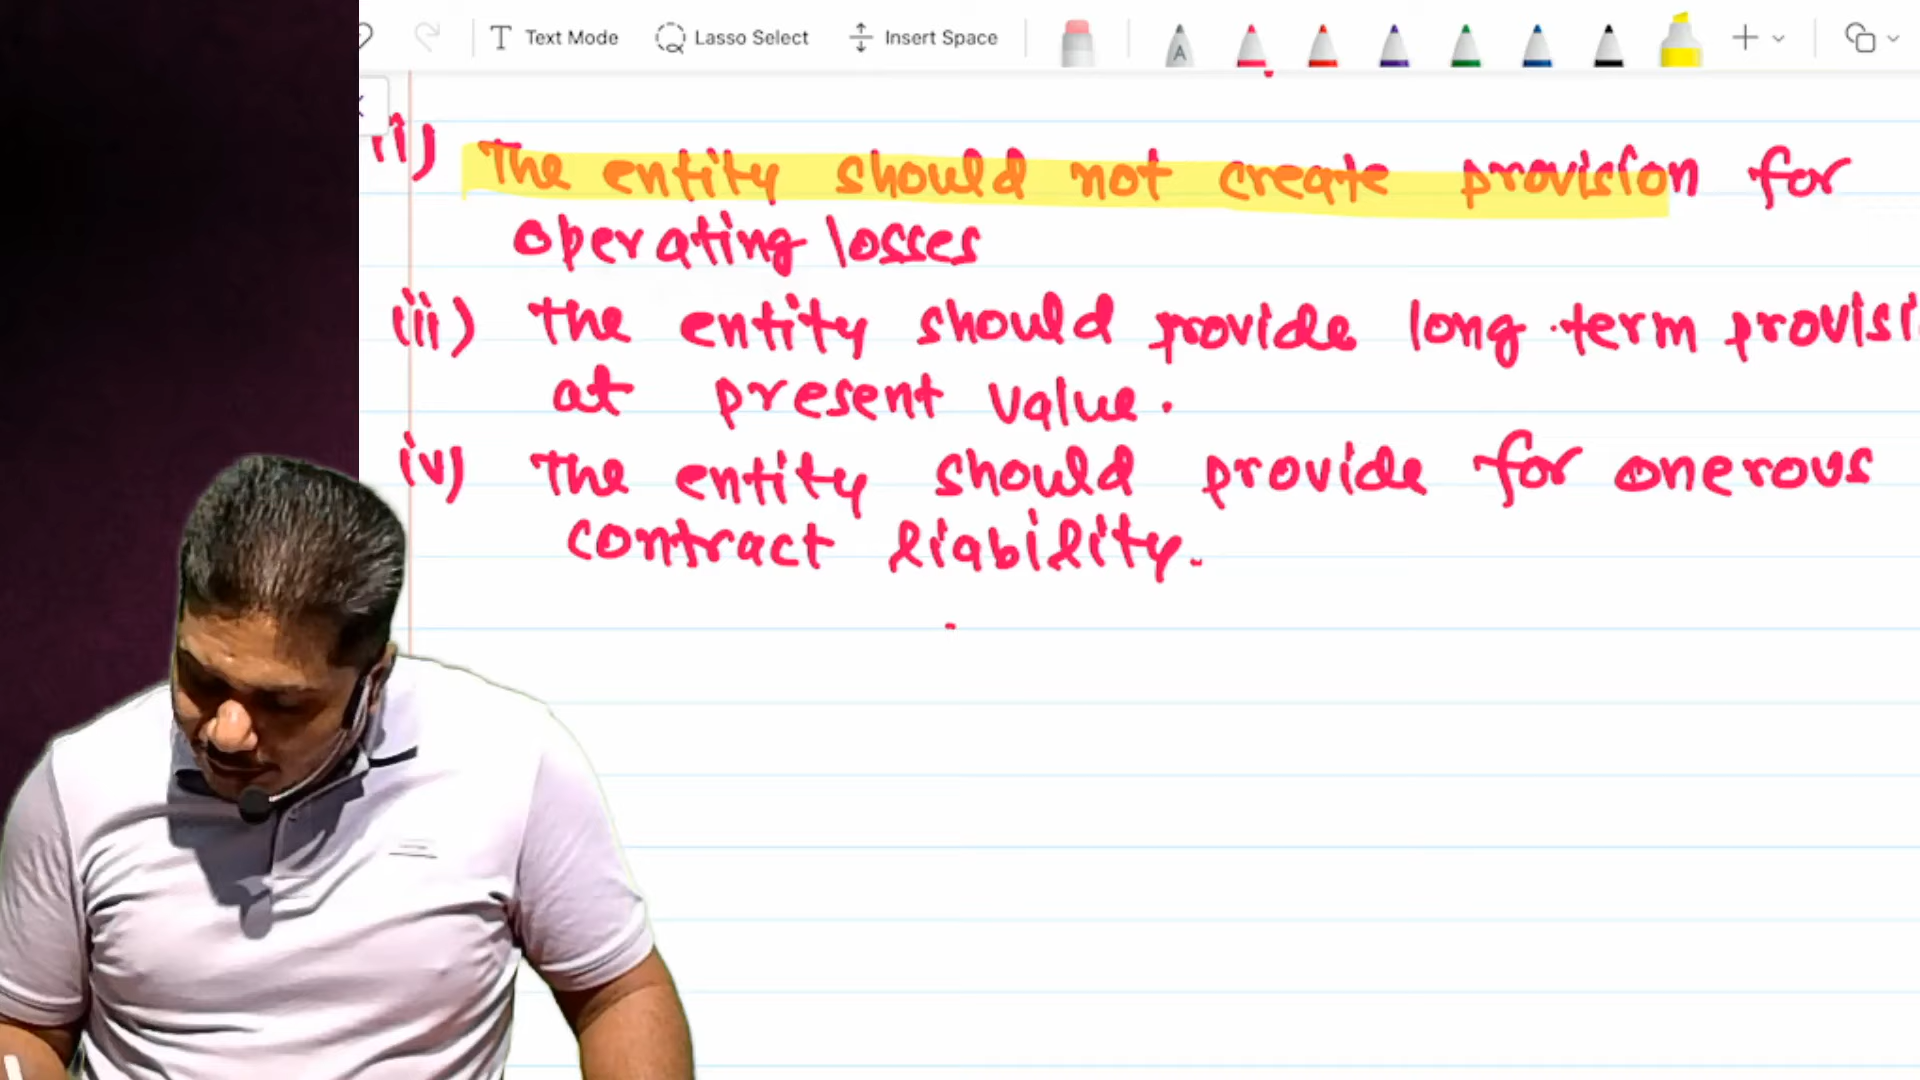 Text Mode Lasso Select Insert Space
A
ii) The entity should not create provision for
operating losses
(iii) The entity should provide long term provisi
at present value.
iv) The entity should provide for onerous
contract liability.